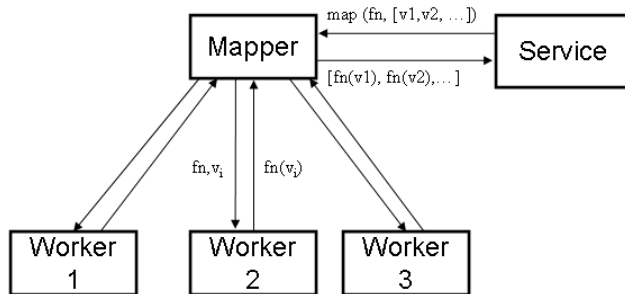 map (fn, [v1,v2, ...])
Mapper
Service
[fn(v1), fn(v2),...]
fn,vi
fn(vi)
Worker
1
Worker
2
Worker
3